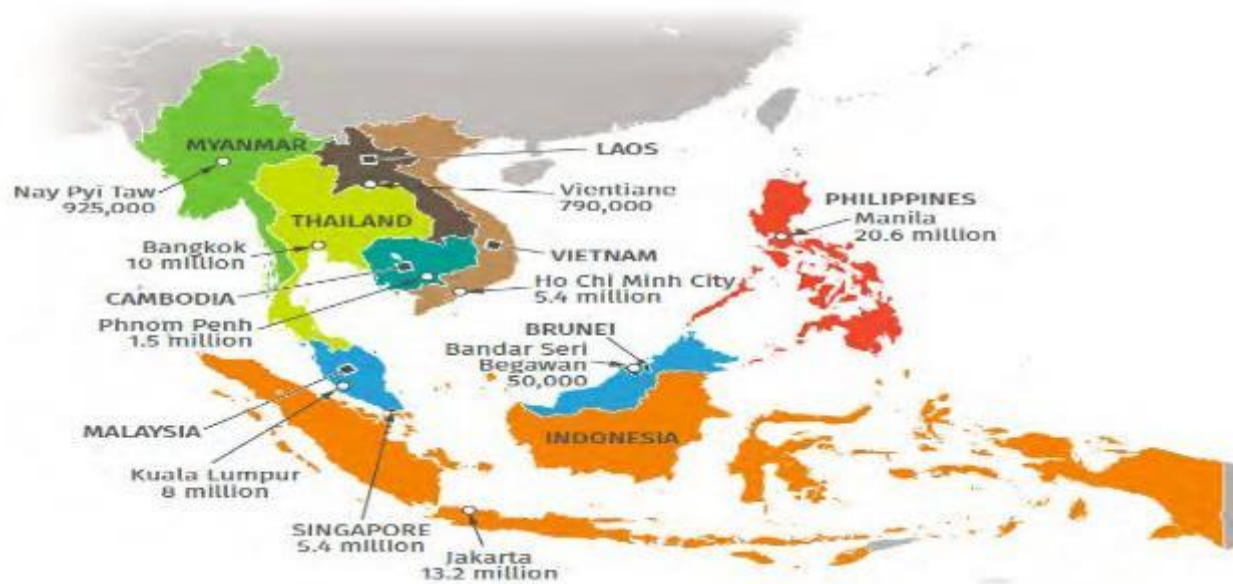 MYANMAR
Nay Pyi Taw
925,000
LAOS
Vientiane
790,000
THAILAND
Bangkok
10 million
VIETNAM
Ho Chi Minh City
5.4 million
CAMBODIA
Phnom Penh
1.5 million
PHILIPPINES
Manila
20.6 million
BRUNEI
Bandar Seri
Begawan
50,000
MALAYSIA
Kuala Lumpur
8 million
INDONESIA
SINGAPORE
5.4 million
Jakarta
13.2 million